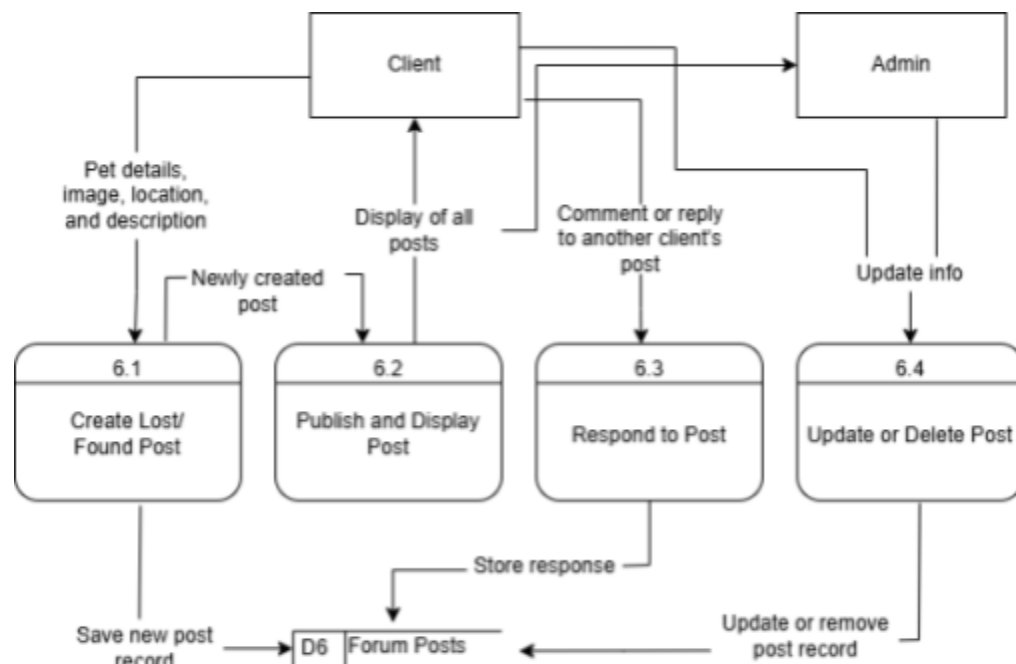 Client
Admin
Pet details,
image, location,
and description
Display of all
posts
Comment or reply
to another client's
post
Update info
Newly created
post
6.1
Create Lost/
Found Post
6.2
Publish and Display
Post
6.3
Respond to Post
6.4
Update or Delete Post
Store response
Save new post
record
D6
Forum Posts
Update or remove
post record